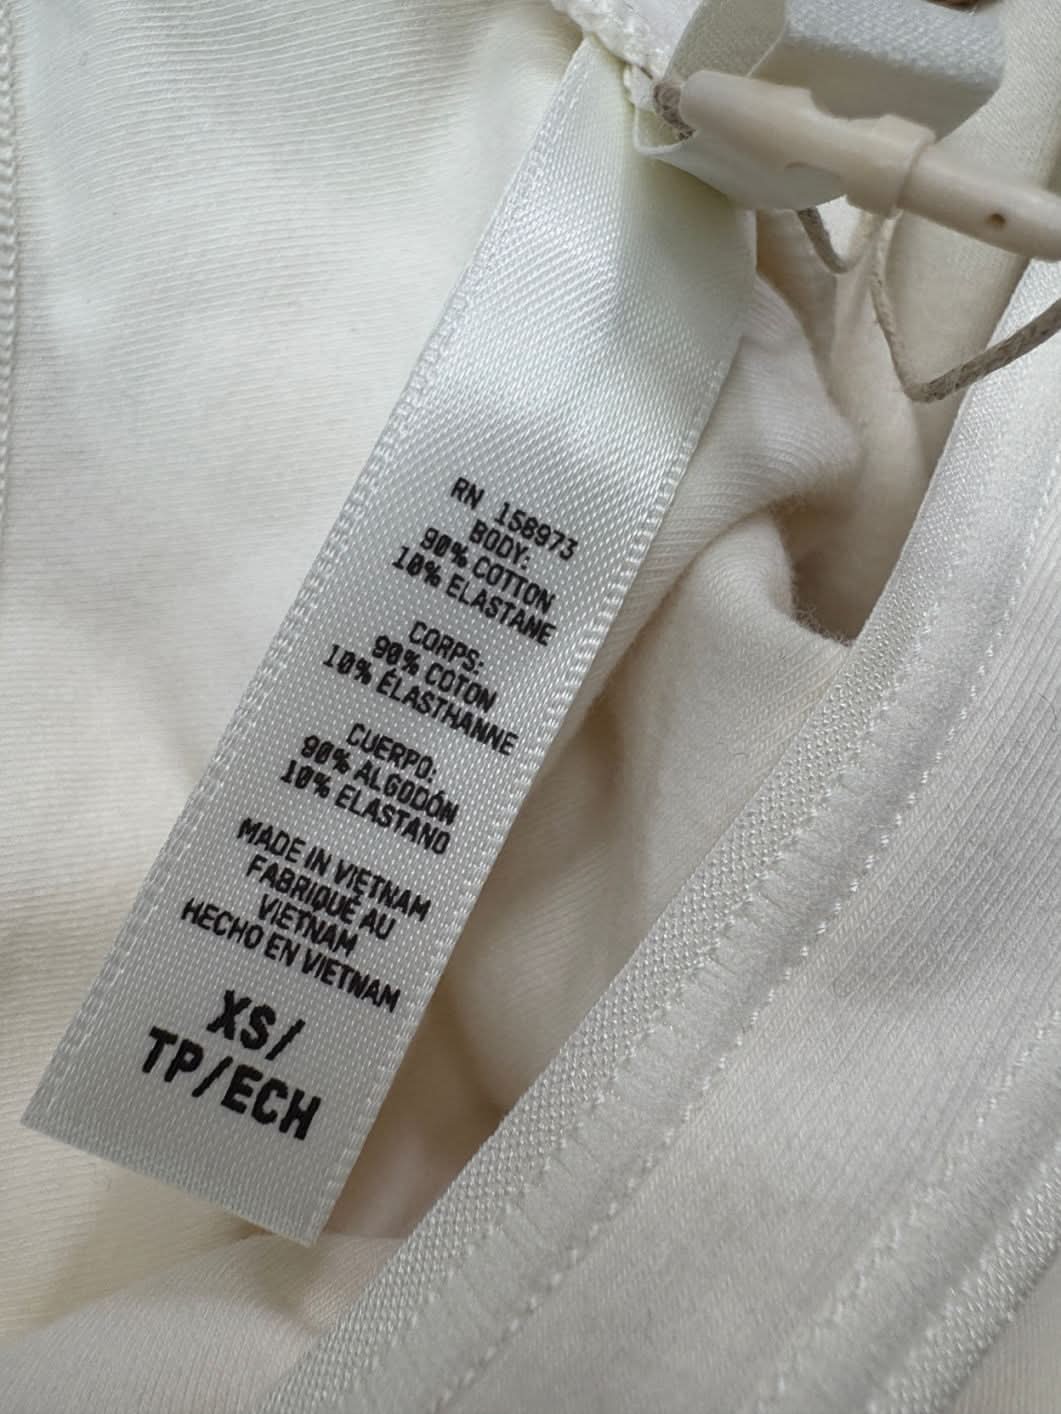 RN 158973
BODY:
90% COTTON
10% ELASTANE
CORPS:
90% COTON
10% ÉLASTHANNE
CUERPO:
90% ALGODÓN
10% ELASTANO
MADE IN VIETNAM
FABRIQUÉ AU
VIETNAM
HECHO EN VIETNAM
XS/
TP/ECH